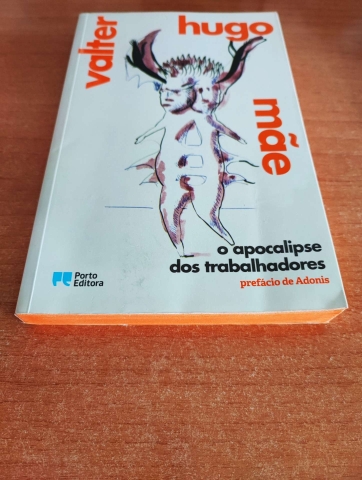 valter
hugo
mãe
o apocalipse
dos trabalhadores
prefácio de Adonis
Porto
Editora